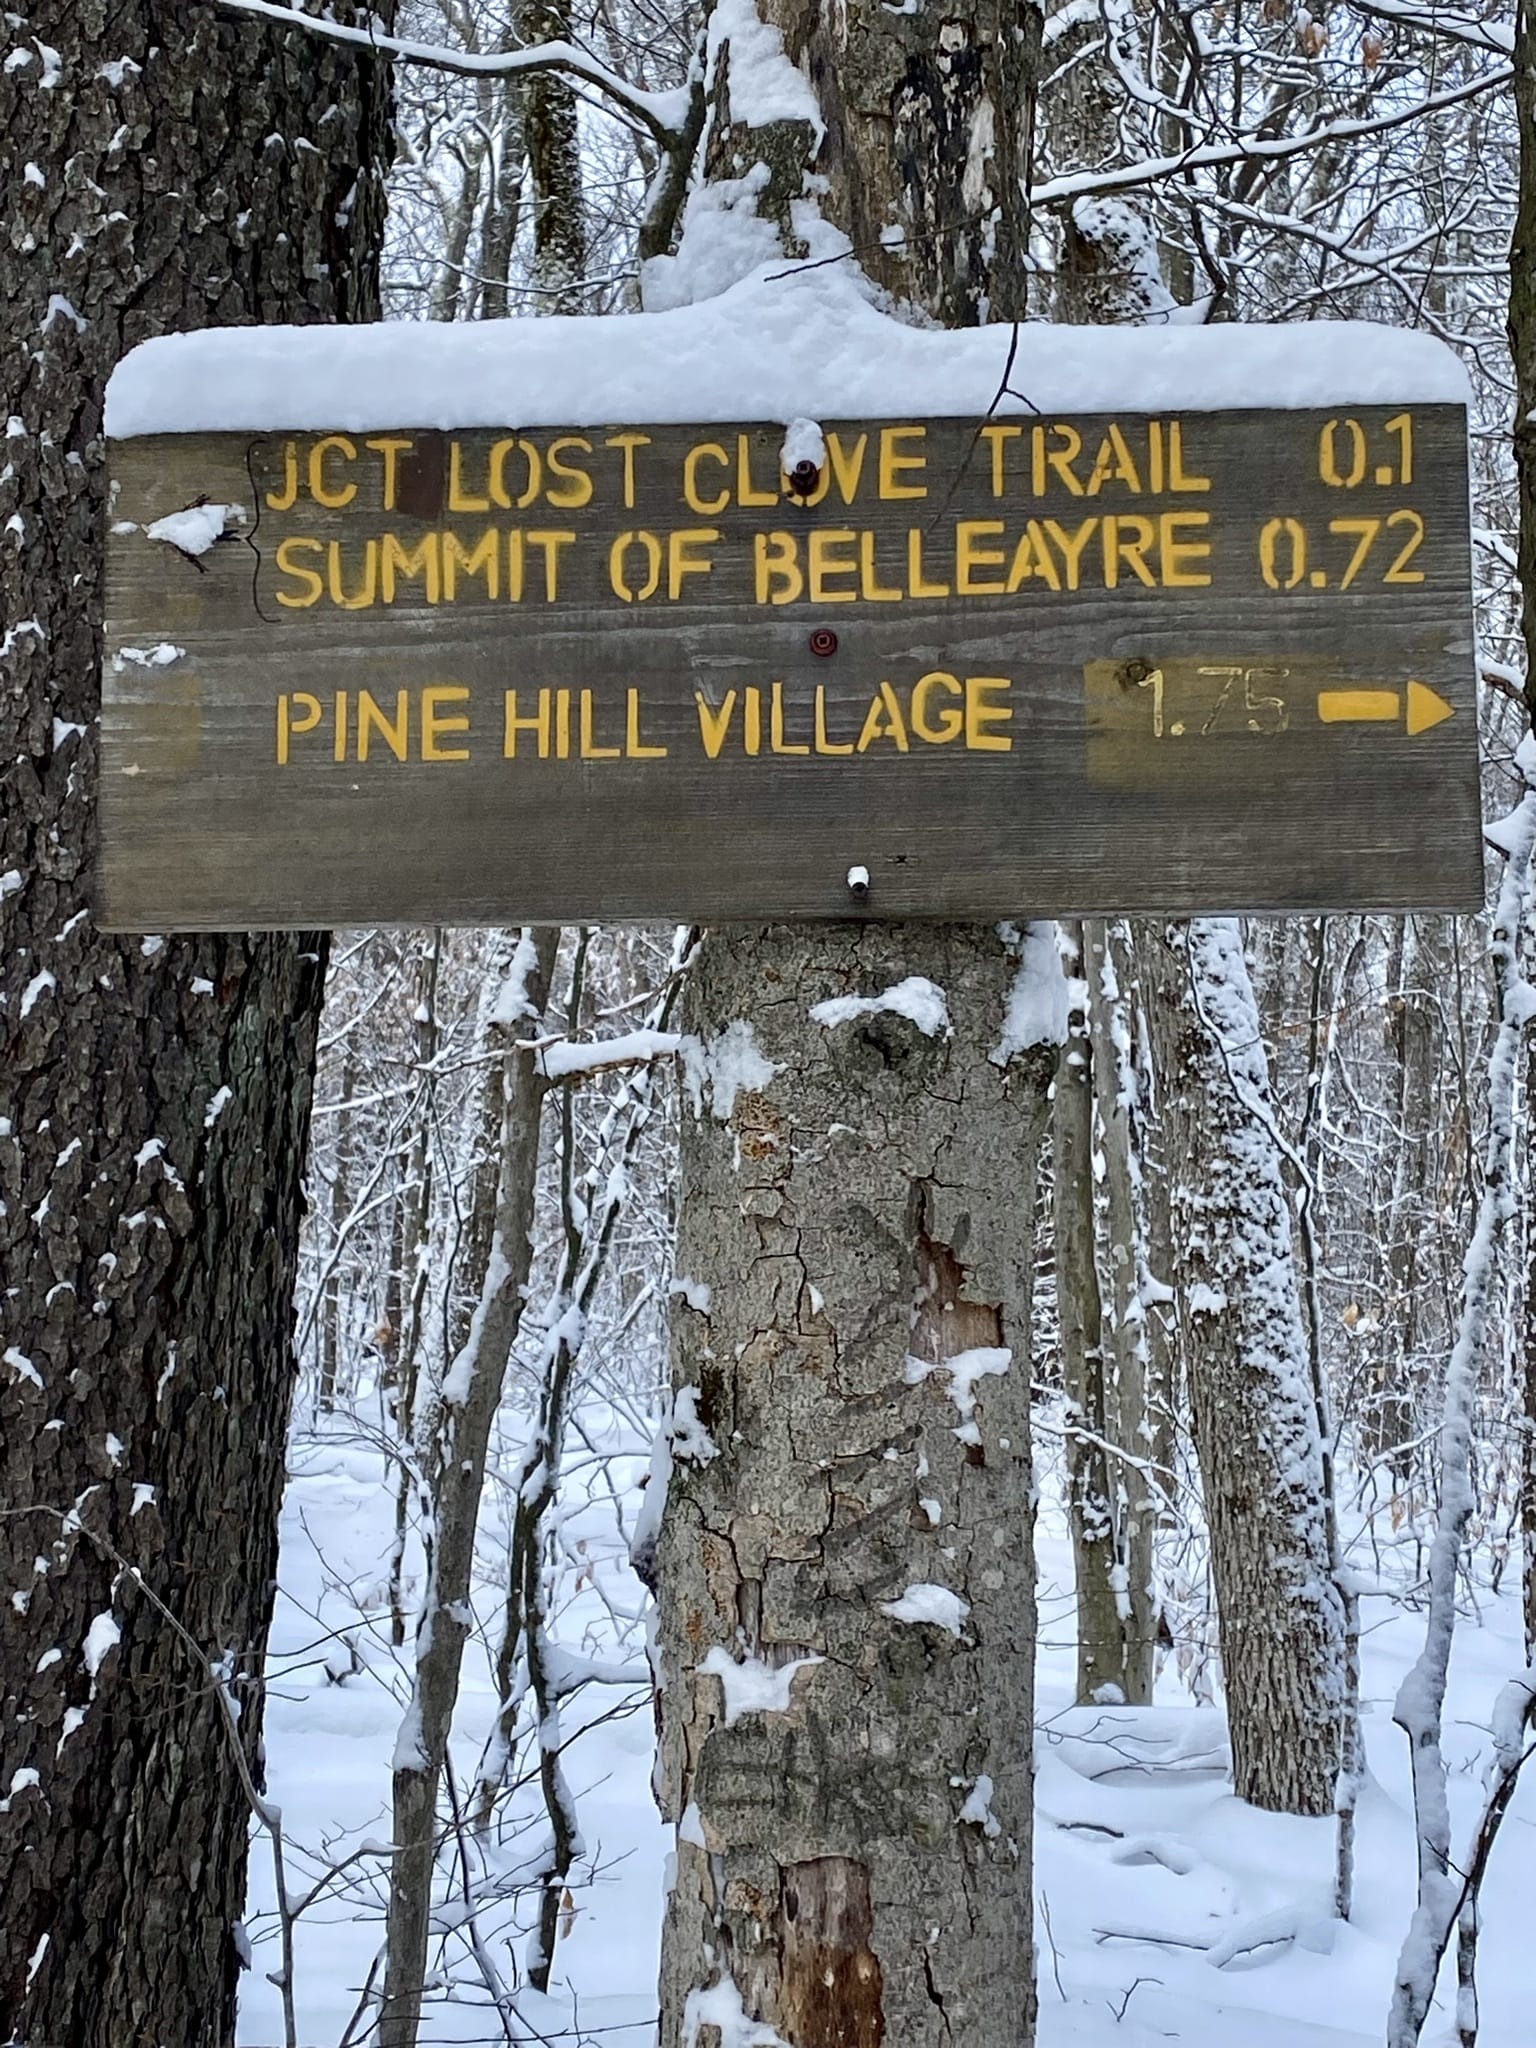 JCT LOST CLOVE TRAIL 0.1
SUMMIT OF BELLEAYRE 0.72
PINE HILL VILLAGE 1.75